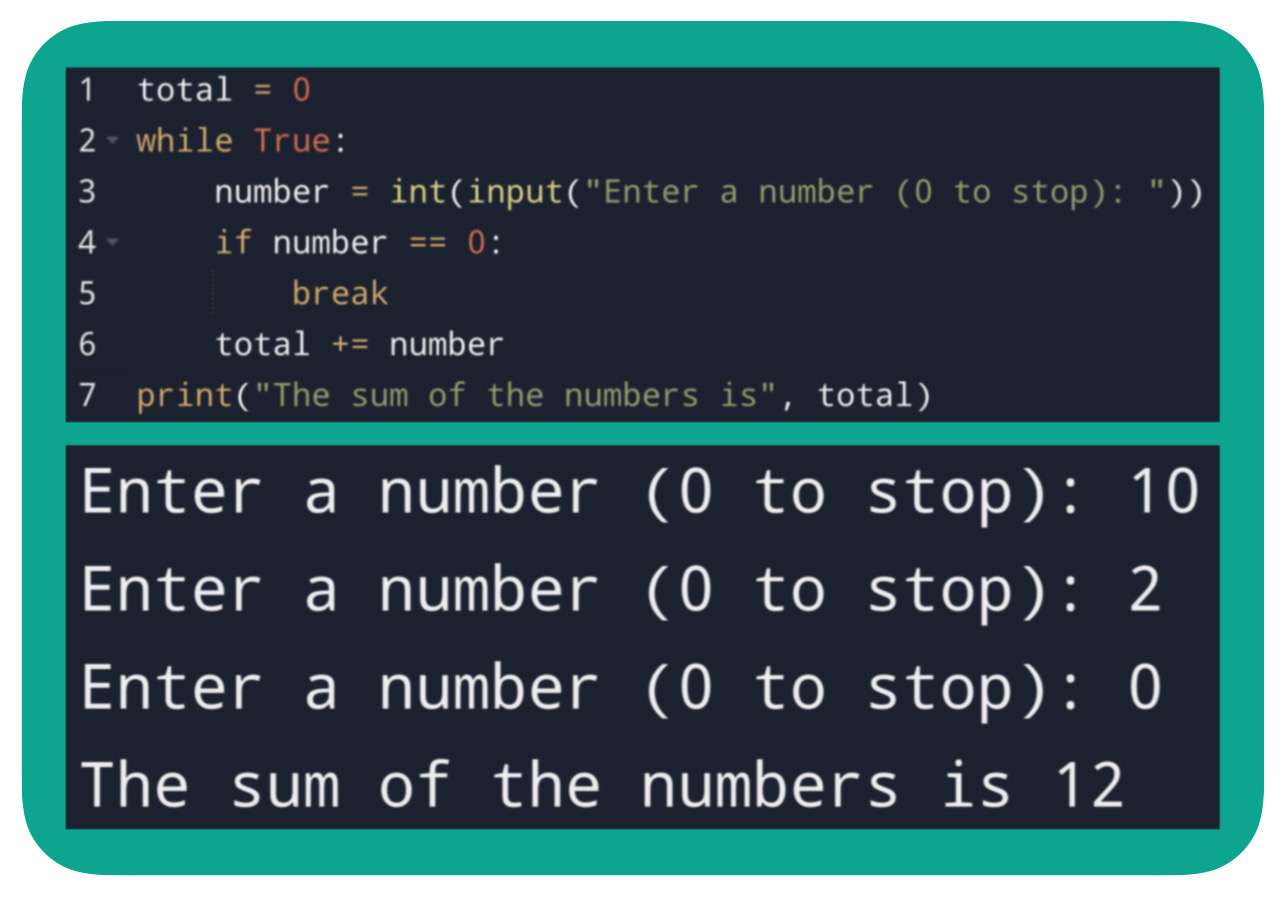 1 total = 0
2 while True:
3     number = int(input("Enter a number (0 to stop): "))
4     if number == 0:
5         break
6     total += number
7 print("The sum of the numbers is", total)
Enter a number (0 to stop): 10
Enter a number (0 to stop): 2
Enter a number (0 to stop): 0
The sum of the numbers is 12